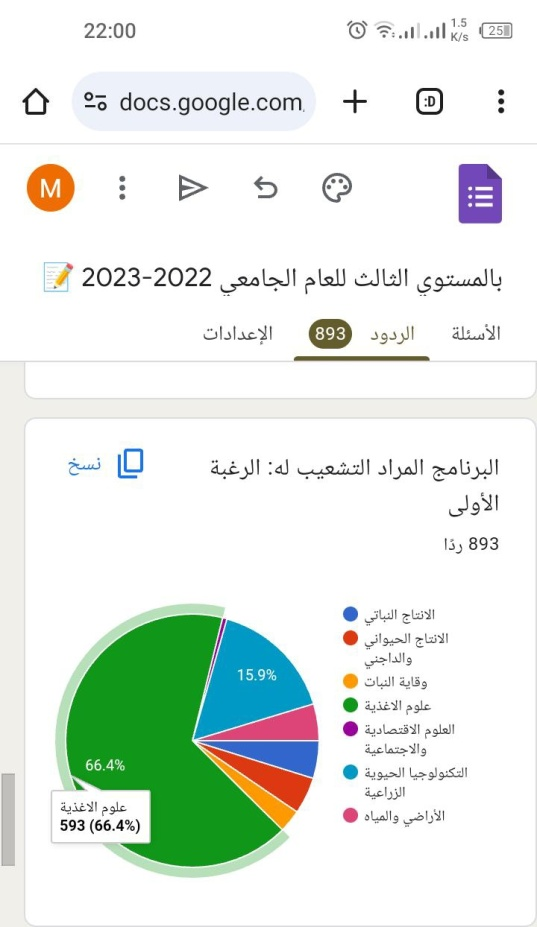 22:00
1.5
K/s
25
docs.google.com
:D
M
بالمستوي الثالث للعام الجامعي 2022-2023 📝
الأسئلة
الردود 893
الإعدادات
البرنامج المراد التشعيب له: الرغبة
الأولى
نسخ
893 ردًا
الانتاج النباتي
الانتاج الحيواني
والداجني
وقاية النبات
علوم الاغذية
العلوم الاقتصادية
والاجتماعية
التكنولوجيا الحيوية
الزراعية
الأراضي والمياه
15.9%
66.4%
علوم الاغذية
593 (66.4%)